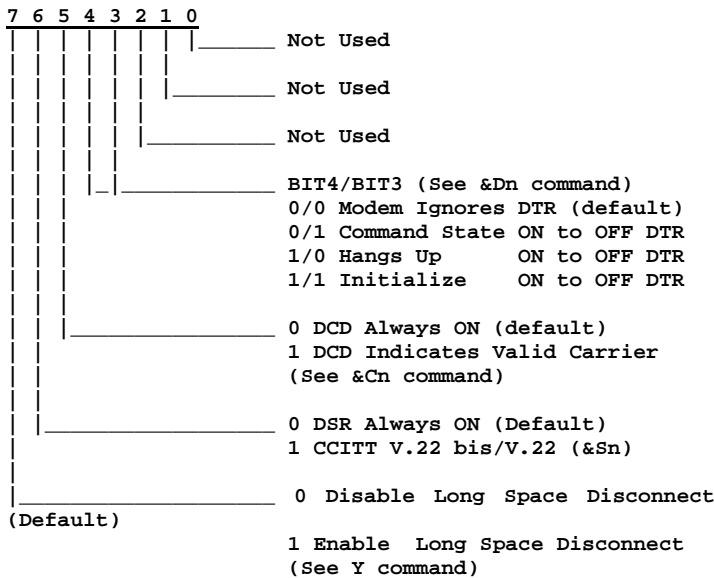 7 6 5 4 3 2 1 0
Not Used
Not Used
Not Used
BIT4/BIT3 (See &Dn command)
0/0 Modem Ignores DTR (default)
0/1 Command State ON to OFF DTR
1/0 Hangs Up ON to OFF DTR
1/1 Initialize ON to OFF DTR
0 DCD Always ON (default)
1 DCD Indicates Valid Carrier
(See &Cn command)
0 DSR Always ON (Default)
1 CCITT V.22 bis/V.22 (&Sn)
0 Disable Long Space Disconnect
(Default)
1 Enable Long Space Disconnect
(See Y command)